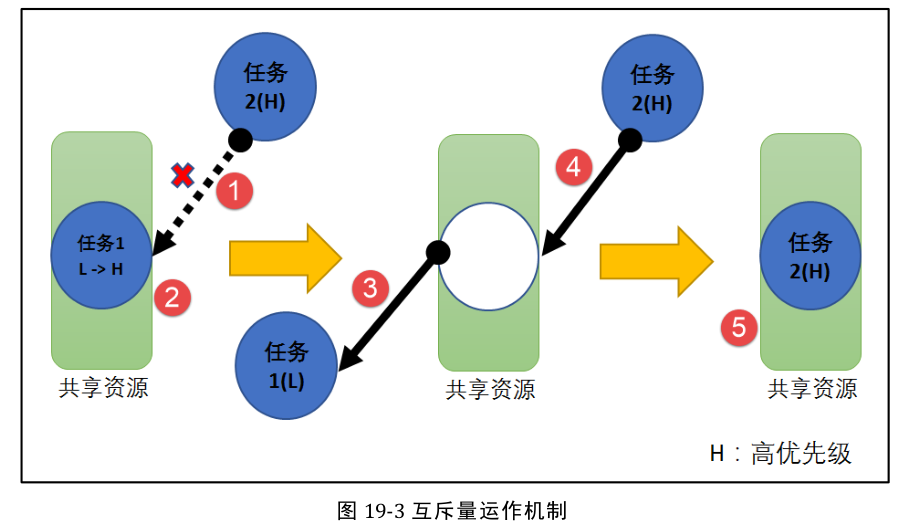 任务
2(H)
1
任务1
L -> H
2
共享资源
3
任务
1(L)
任务
2(H)
4
共享资源
任务
2(H)
5
共享资源
H：高优先级
图 19-3 互斥量运作机制